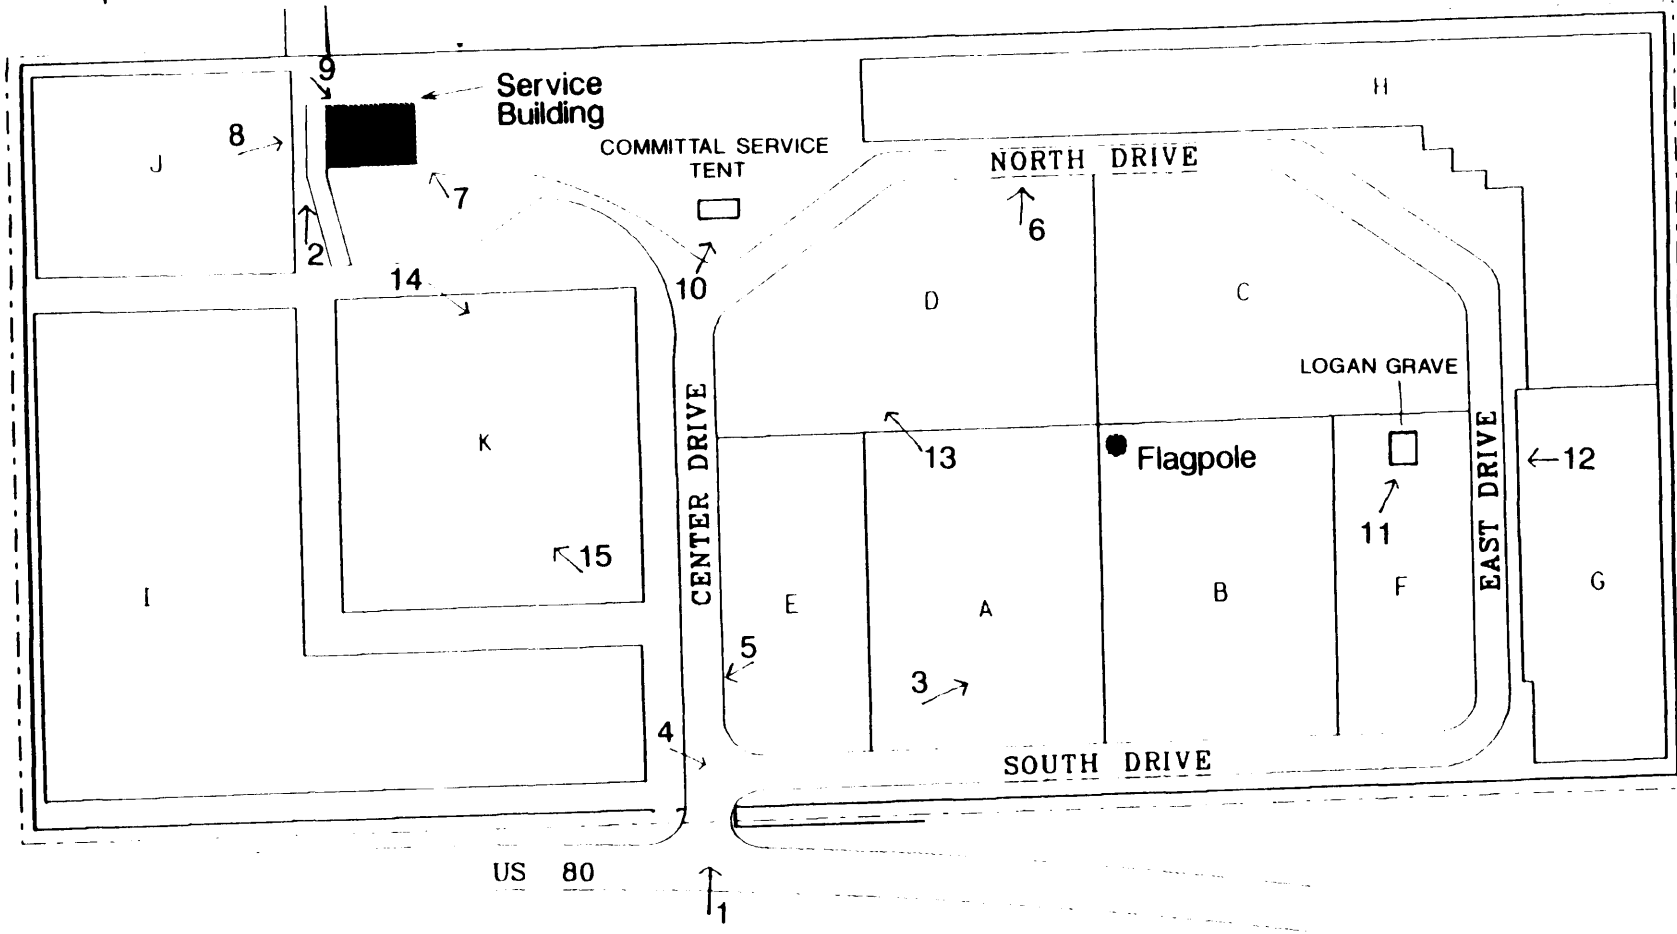 9
Service
Building
H
8
J
COMMITTAL SERVICE
TENT
NORTH DRIVE
7
6
2
14
10
D
C
LOGAN GRAVE
CENTER DRIVE
K
13
Flagpole
EAST DRIVE
12
11
15
I
E
A
B
F
G
5
3
4
SOUTH DRIVE
US 80
1